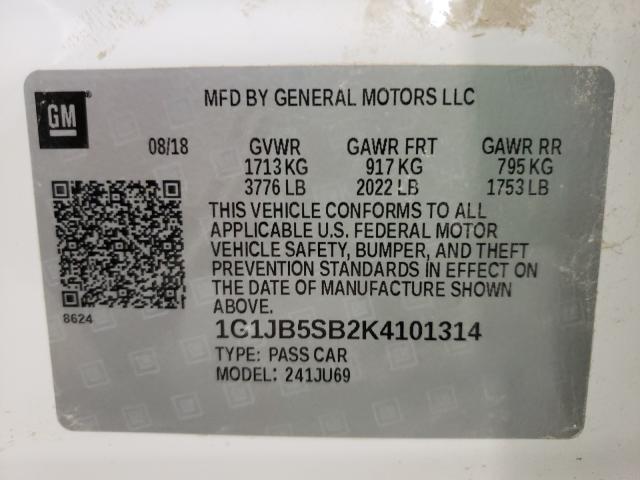 GM
MFD BY GENERAL MOTORS LLC
08/18 GVWR GAWR FRT GAWR RR
1713 KG 917 KG 795 KG
3776 LB 2022 LB 1753 LB
THIS VEHICLE CONFORMS TO ALL
APPLICABLE U.S. FEDERAL MOTOR
VEHICLE SAFETY, BUMPER, AND THEFT
PREVENTION STANDARDS IN EFFECT ON
THE DATE OF MANUFACTURE SHOWN
ABOVE.
8624
1G1JB5SB2K4101314
TYPE: PASS CAR
MODEL: 241JU69